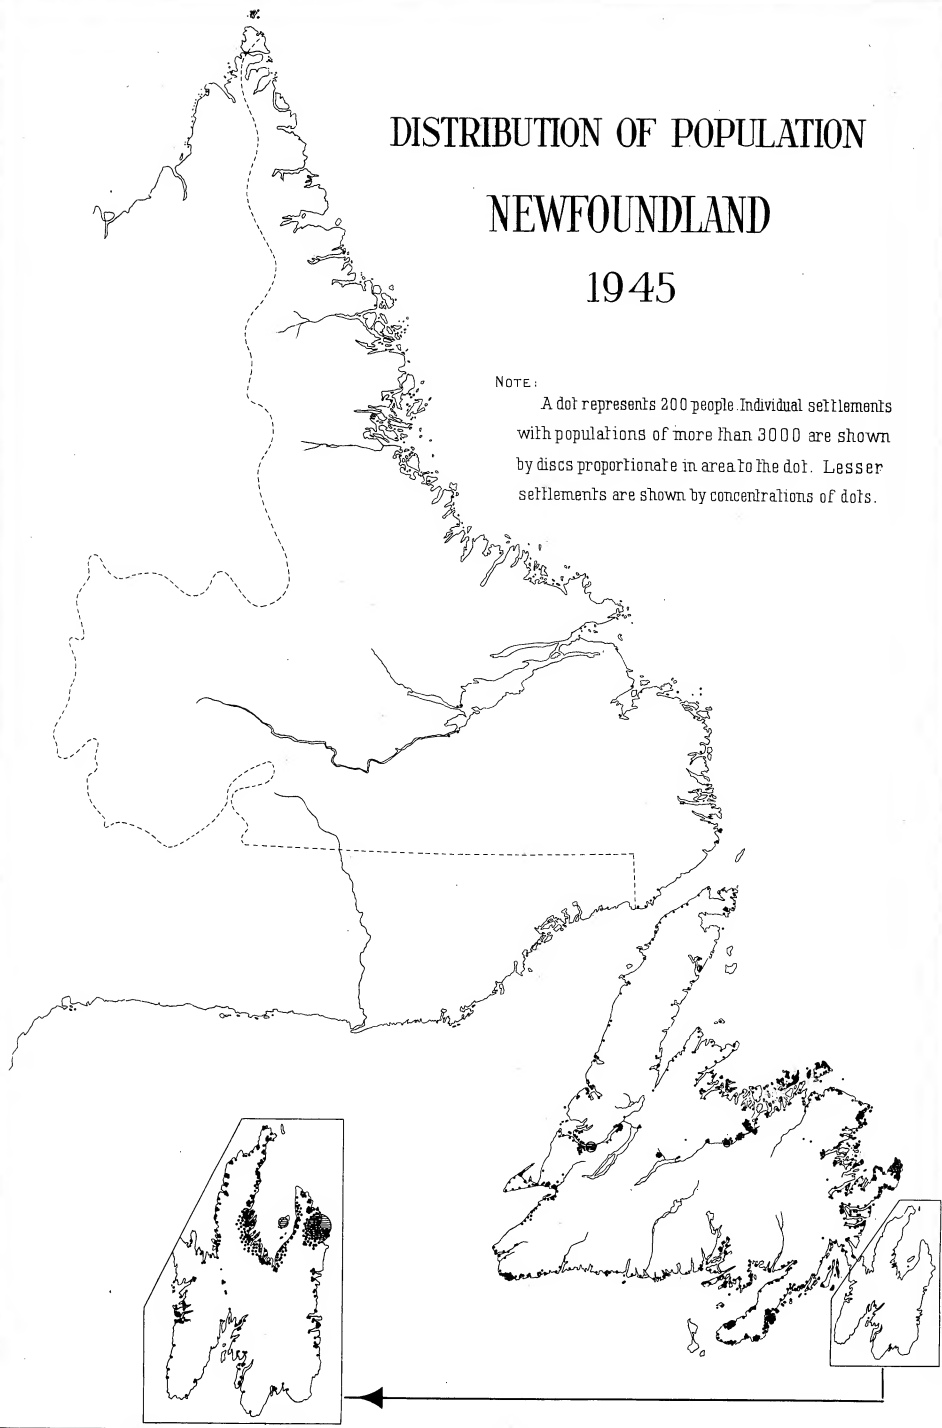 DISTRIBUTION OF POPULATION
NEWFOUNDLAND
1945
NOTE:
A dot represents 200 people. Individual settlements
with populations of more than 3000 are shown
by discs proportionate in area to the dot. Lesser
settlements are shown by concentrations of dots.